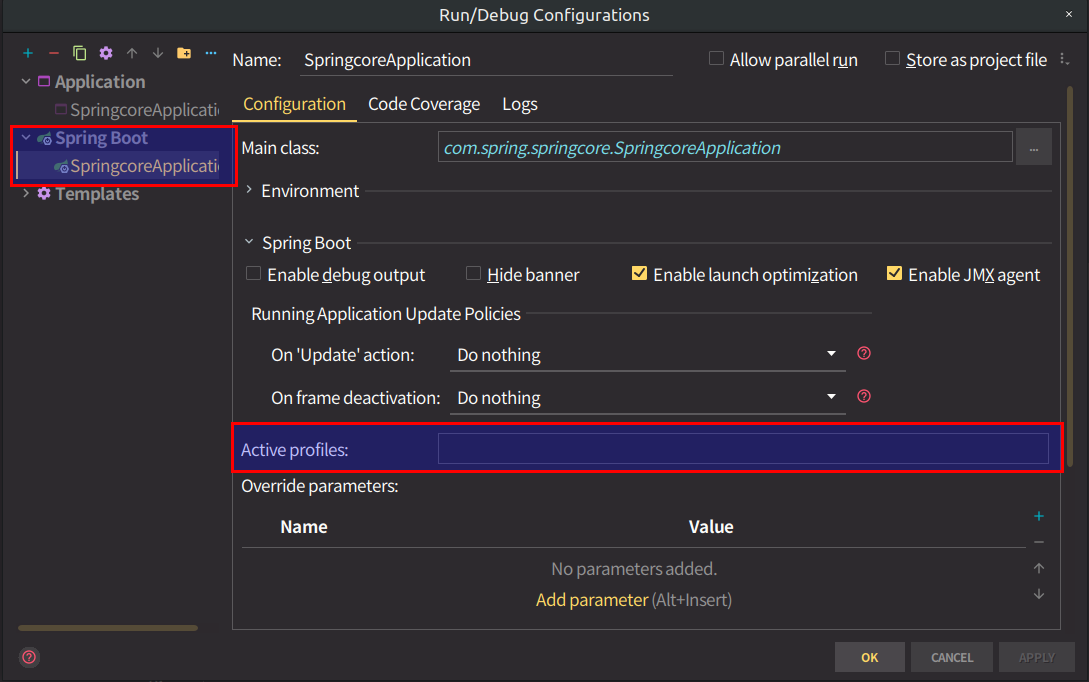 Run/Debug Configurations
Name: SpringcoreApplication
Allow parallel run
Store as project file
Application
SpringcoreApplicatio
Spring Boot
SpringcoreApplicatio
Templates
Configuration Code Coverage Logs
Main class: com.spring.springcore.SpringcoreApplication ...
Environment
Spring Boot
Enable debug output Hide banner Enable launch optimization Enable JMX agent
Running Application Update Policies
On 'Update' action: Do nothing
On frame deactivation: Do nothing
Active profiles:
Override parameters:
Name Value
No parameters added.
Add parameter (Alt+Insert)
OK CANCEL APPLY